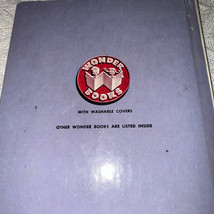 WONDER
BOOKS
WITH WASHABLE COVERS
OTHER WONDER BOOKS ARE LISTED INSIDE